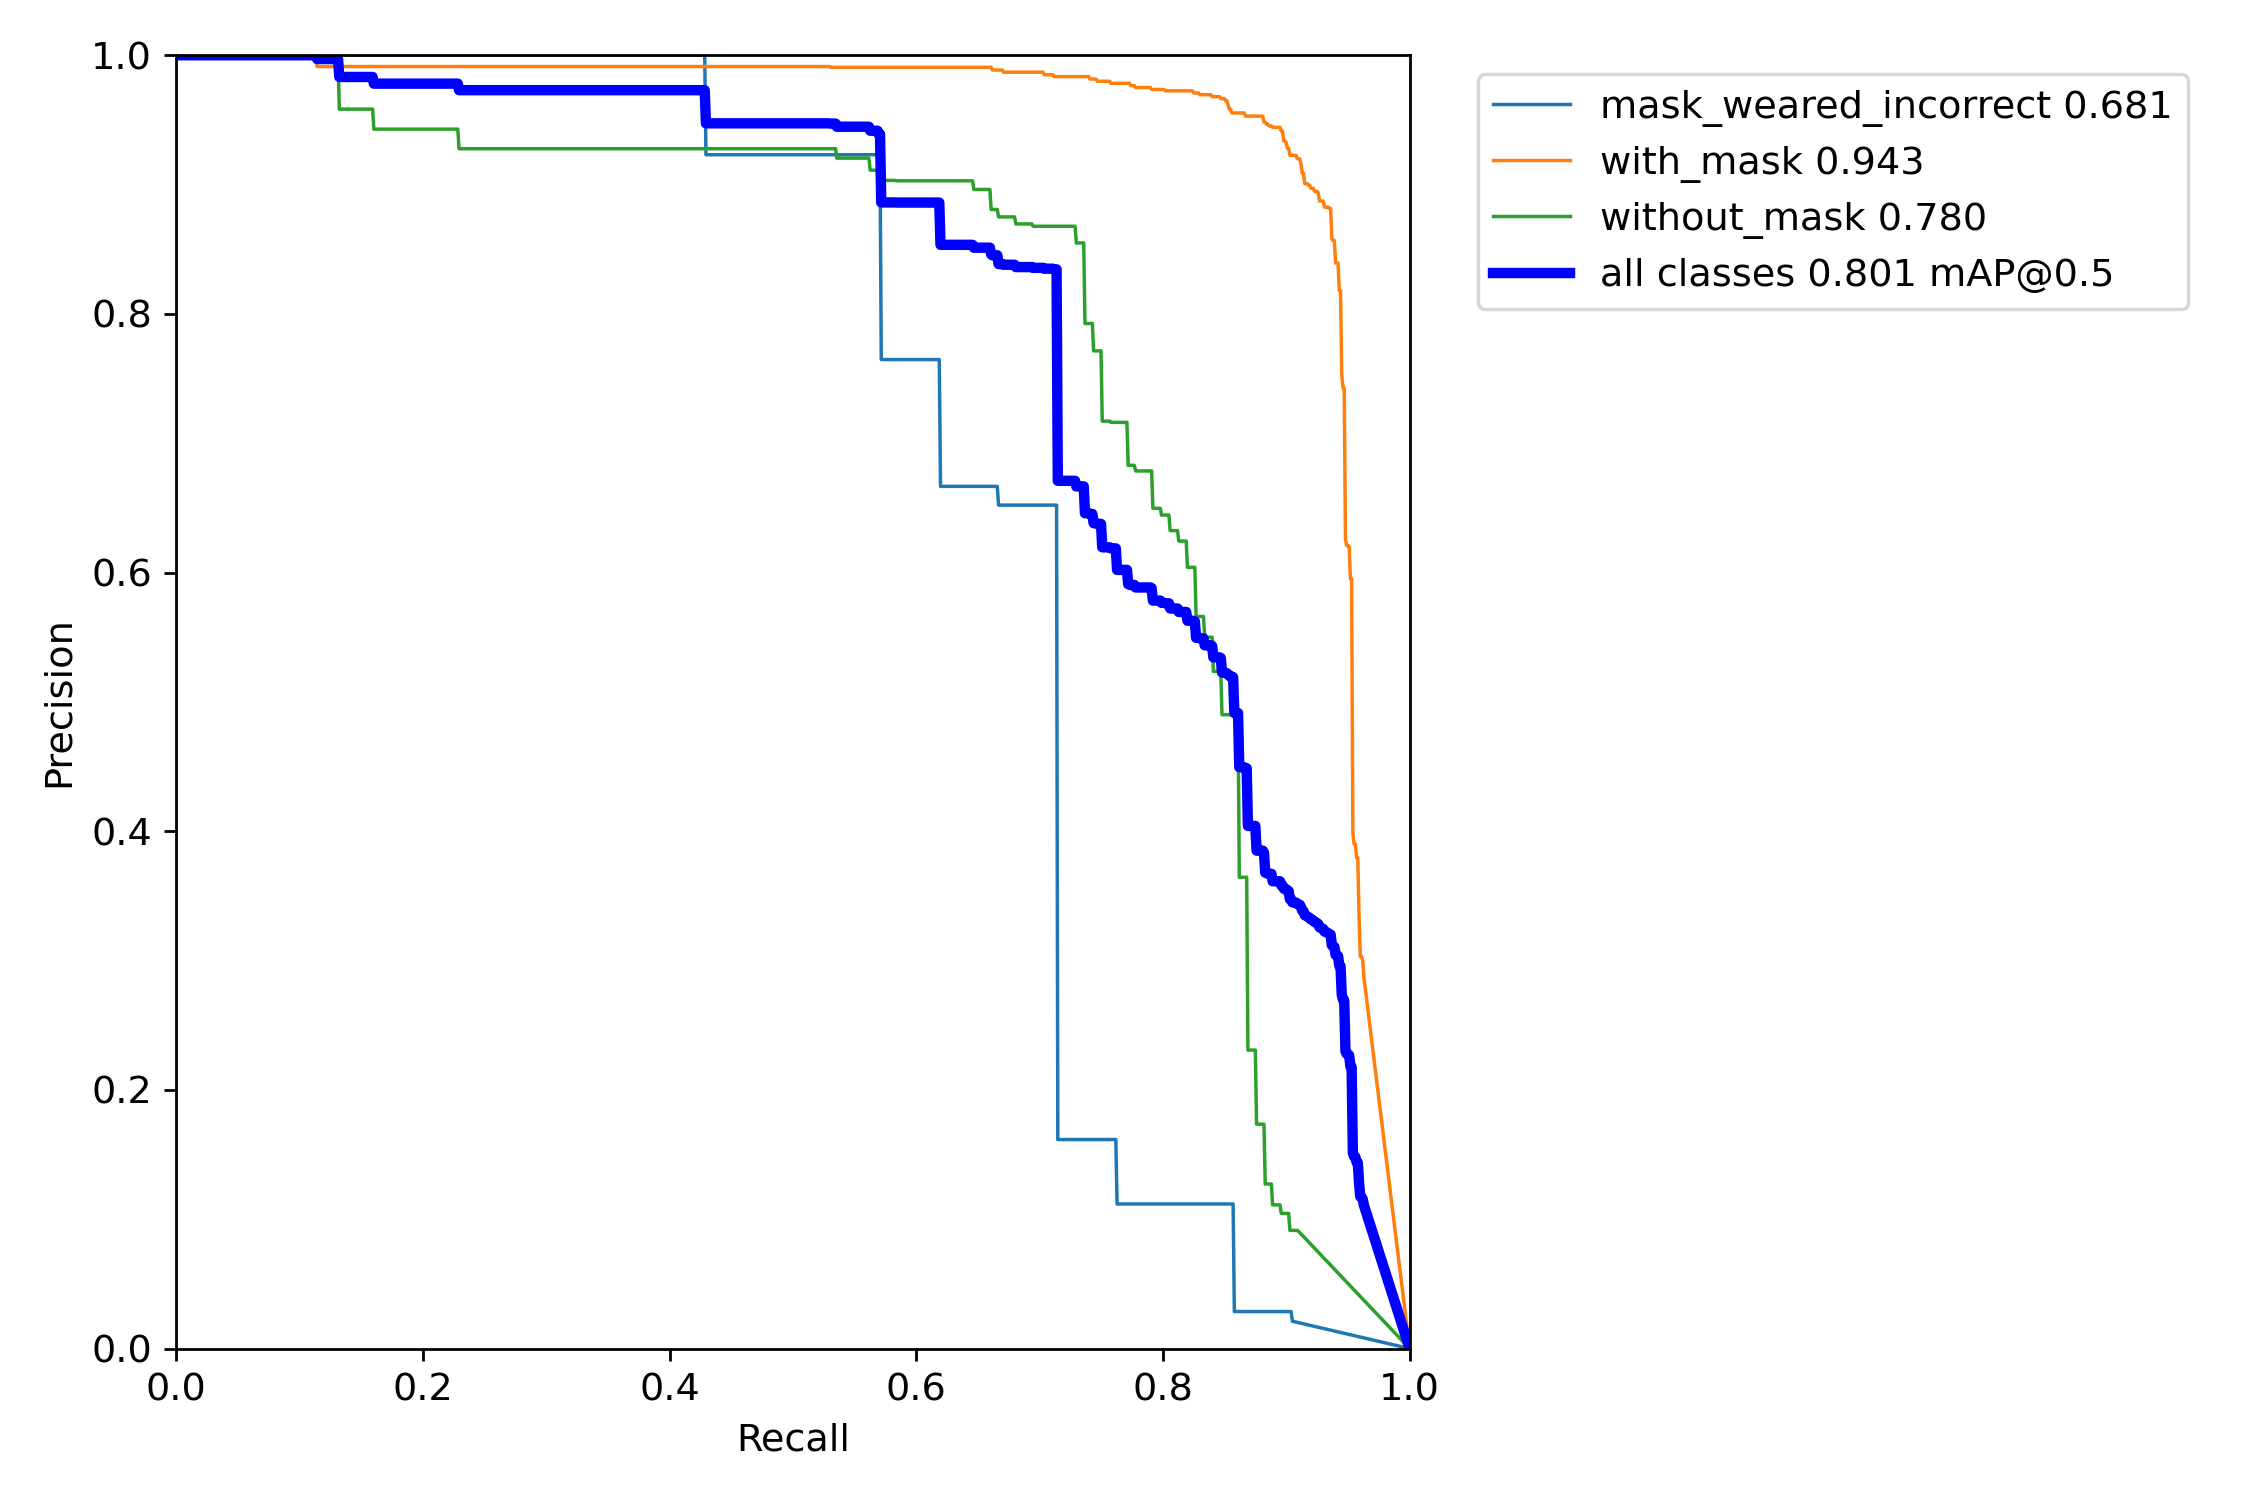 1.0
0.8
0.6
0.4
0.2
0.0
0.0 0.2 0.4 0.6 0.8 1.0
Precision
Recall
mask_weared_incorrect 0.681
with_mask 0.943
without_mask 0.780
all classes 0.801 mAP@0.5